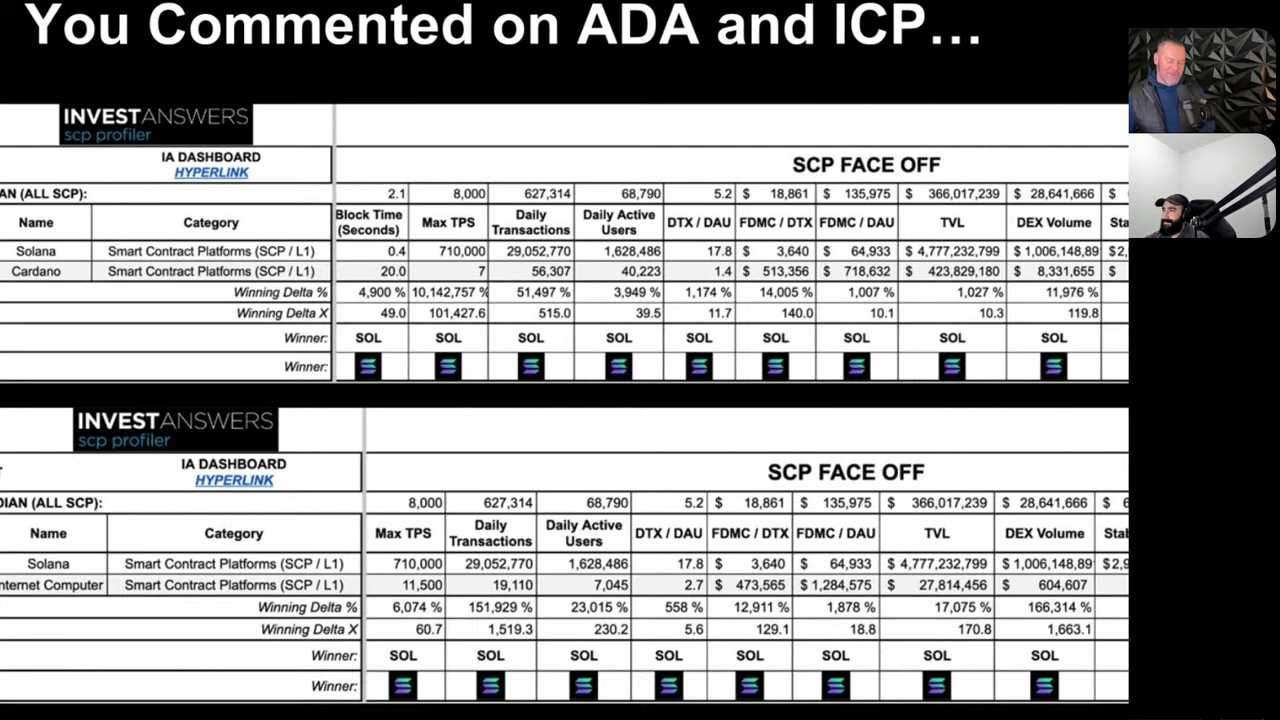 You Commented on ADA and ICP…
INVESTANSWERS
scp profiler
IA DASHBOARD
HYPERLINK
SCP FACE OFF
AN (ALL SCP): 2.1 8,000 627,314 68,790 5.2 $ 18,861 $ 135,975 $ 366,017,239 $ 28,641,666 $
Name Category Block Time (Seconds) Max TPS Daily Transactions Daily Active Users DTX / DAU FDMC / DTX FDMC / DAU TVL DEX Volume Sta
Solana Smart Contract Platforms (SCP / L1) 0.4 710,000 29,052,770 1,628,486 17.8 $ 3,640 $ 64,933 $ 4,777,232,799 $ 1,006,148,89 $2,
Cardano Smart Contract Platforms (SCP / L1) 20.0 7 56,307 40,223 1.4 $ 513,356 $ 718,632 $ 423,829,180 $ 8,331,655 $
Winning Delta % 4,900 % 10,142,757 % 51,497 % 3,949 % 1,174 % 14,005 % 1,007 % 1,027 % 11,976 %
Winning Delta X 49.0 101,427.6 515.0 39.5 11.7 140.0 10.1 10.3 119.8
Winner: SOL SOL SOL SOL SOL SOL SOL SOL SOL
Winner:
INVESTANSWERS
scp profiler
IA DASHBOARD
HYPERLINK
SCP FACE OFF
DIAN (ALL SCP): 8,000 627,314 68,790 5.2 $ 18,861 $ 135,975 $ 366,017,239 $ 28,641,666 $ 6
Name Category Max TPS Daily Transactions Daily Active Users DTX / DAU FDMC / DTX FDMC / DAU TVL DEX Volume Stab
Solana Smart Contract Platforms (SCP / L1) 710,000 29,052,770 1,628,486 17.8 $ 3,640 $ 64,933 $ 4,777,232,799 $ 1,006,148,89 $2,9
nternet Computer Smart Contract Platforms (SCP / L1) 11,500 19,110 7,045 2.7 $ 473,565 $ 1,284,575 $ 27,814,456 $ 604,607
Winning Delta % 6,074 % 151,929 % 23,015 % 558 % 12,911 % 1,878 % 17,075 % 166,314 %
Winning Delta X 60.7 1,519.3 230.2 5.6 129.1 18.8 170.8 1,663.1
Winner: SOL SOL SOL SOL SOL SOL SOL SOL
Winner: